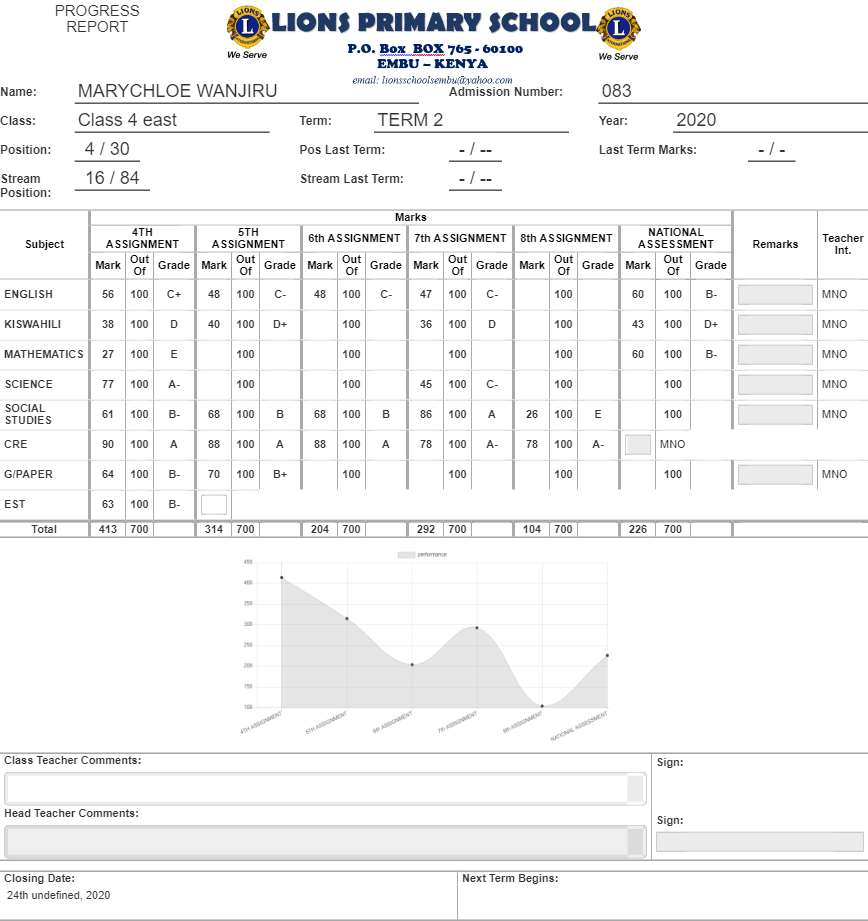 PROGRESS
REPORT
L
LIONS PRIMARY SCHOOL
L
We Serve
We Serve
P.O. Box BOX 765 - 60100
EMBU – KENYA
email: lionsschoolsembu@yahoo.com
Name: MARYCHLOE WANJIRU Admission Number: 083
Class: Class 4 east Term: TERM 2 Year: 2020
Position: 4 / 30 Pos Last Term: - / -- Last Term Marks: - / -
Stream Position: 16 / 84 Stream Last Term: - / --
Marks
Subject 4TH ASSIGNMENT 5TH ASSIGNMENT 6th ASSIGNMENT 7th ASSIGNMENT 8th ASSIGNMENT NATIONAL ASSESSMENT Remarks Teacher Int.
Mark Out Of Grade Mark Out Of Grade Mark Out Of Grade Mark Out Of Grade Mark Out Of Grade Mark Out Of Grade
ENGLISH 56 100 C+ 48 100 C- 48 100 C- 47 100 C- 100 60 100 B- MNO
KISWAHILI 38 100 D 40 100 D+ 100 36 100 D 100 43 100 D+ MNO
MATHEMATICS 27 100 E 100 100 100 100 60 100 B- MNO
SCIENCE 77 100 A- 100 100 45 100 C- 100 100 MNO
SOCIAL STUDIES 61 100 B- 68 100 B 68 100 B 86 100 A 26 100 E 100 MNO
CRE 90 100 A 88 100 A 88 100 A 78 100 A- 78 100 A- MNO
G/PAPER 64 100 B- 70 100 B+ 100 100 100 100 MNO
EST 63 100 B-
Total 413 700 314 700 204 700 292 700 104 700 226 700
performance
450
400
350
300
250
200
150
100
4TH ASSIGNMENT 5TH ASSIGNMENT 6th ASSIGNMENT 7th ASSIGNMENT 8th ASSIGNMENT NATIONAL ASSESSMENT
Class Teacher Comments: Sign:
Head Teacher Comments: Sign:
Closing Date: Next Term Begins:
24th undefined, 2020